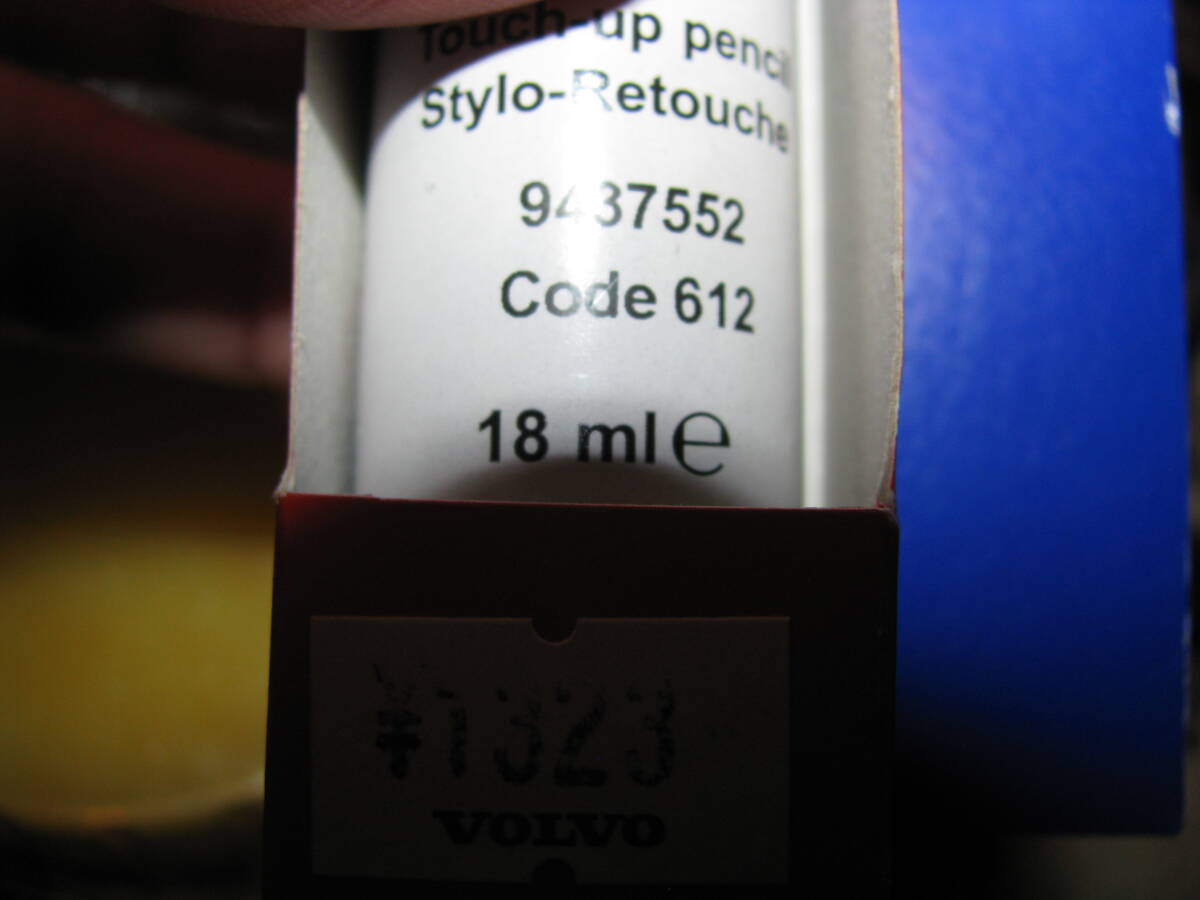 Touch-up pencil
Stylo-Retouche
9437552
Code 612
18 ml ℮
¥1323
VOLVO